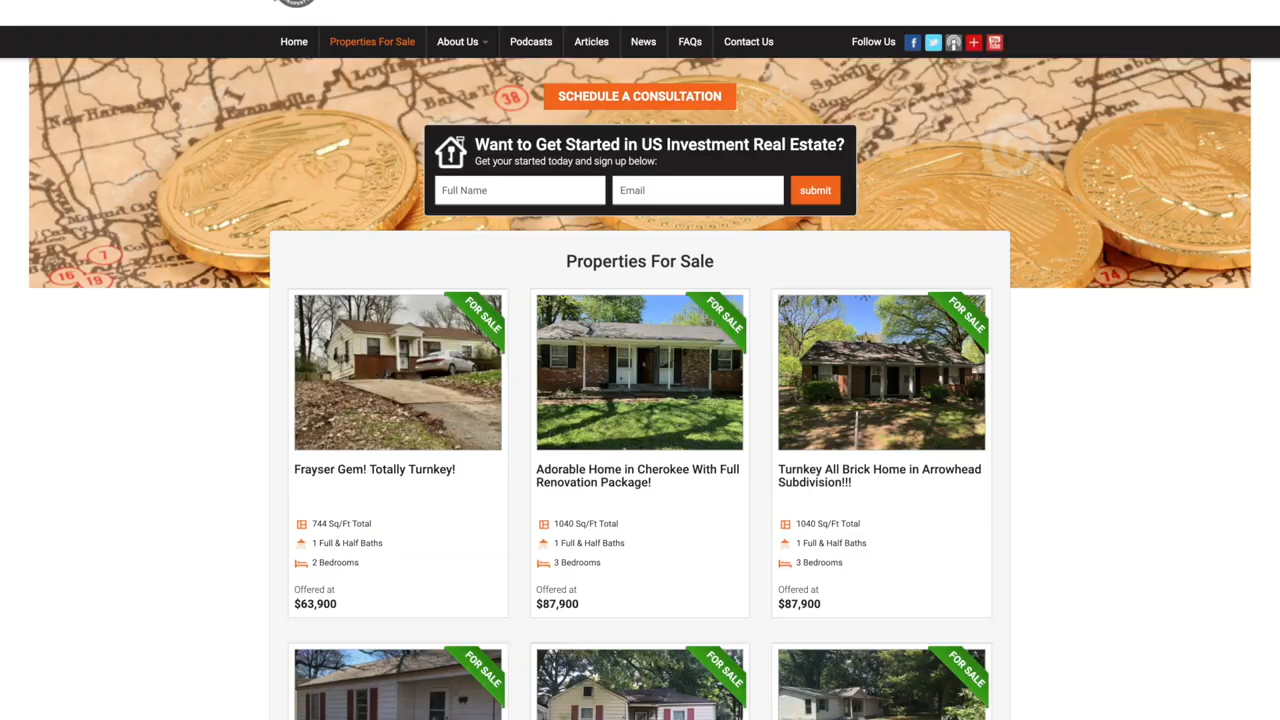 Home
Properties For Sale
About Us
Podcasts
Articles
News
FAQs
Contact Us
Follow Us
SCHEDULE A CONSULTATION
Want to Get Started in US Investment Real Estate?
Get your started today and sign up below:
Full Name
Email
submit
38
7
16
19
74
Properties For Sale
FOR SALE
FOR SALE
FOR SALE
Frayser Gem! Totally Turnkey!
744 Sq/Ft Total
1 Full & Half Baths
2 Bedrooms
Offered at
$63,900
Adorable Home in Cherokee With Full
Renovation Package!
1040 Sq/Ft Total
1 Full & Half Baths
3 Bedrooms
Offered at
$87,900
Turnkey All Brick Home in Arrowhead
Subdivision!!!
1040 Sq/Ft Total
1 Full & Half Baths
3 Bedrooms
Offered at
$87,900
FOR SALE
FOR SALE
FOR SALE